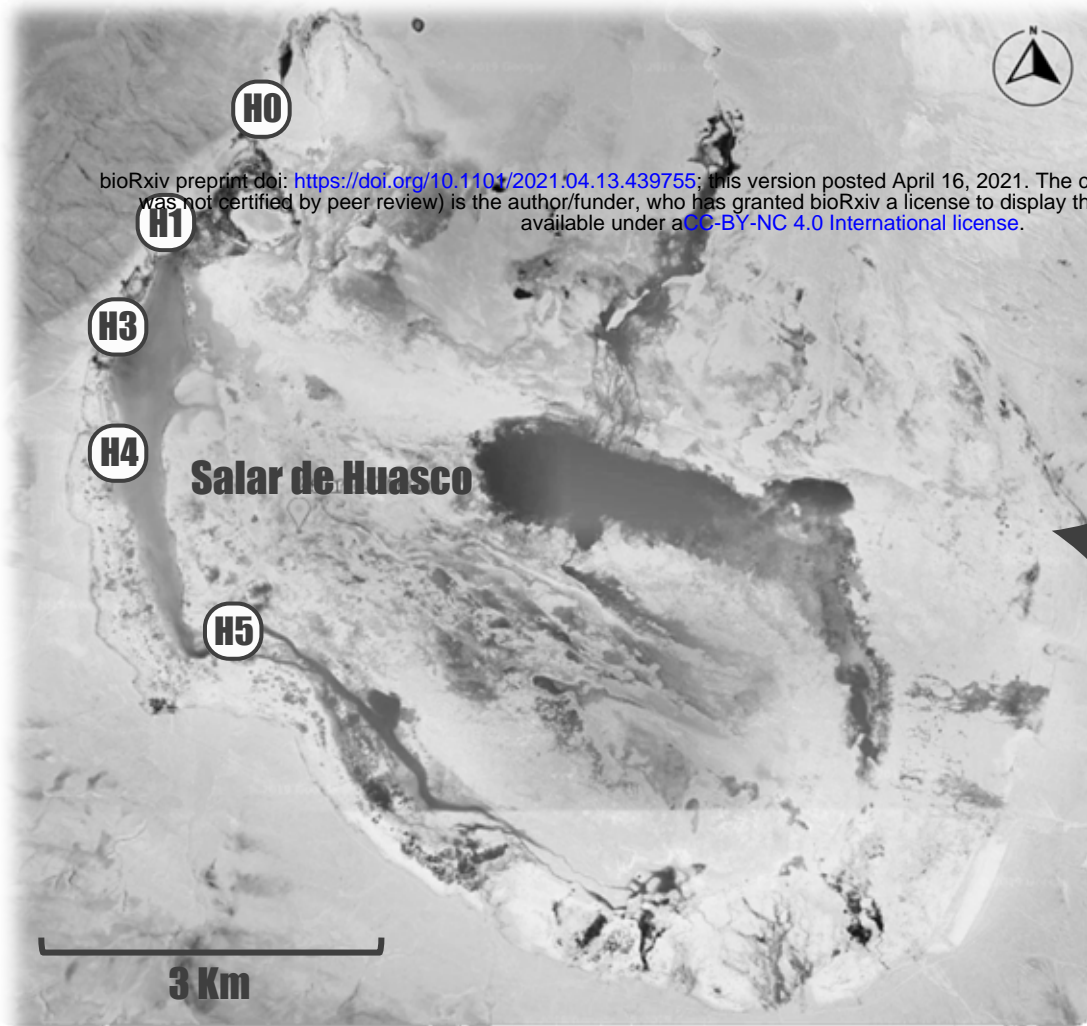 N
H0
bioRxiv preprint doi: https://doi.org/10.1101/2021.04.13.439755; this version posted April 16, 2021. The
was not certified by peer review) is the author/funder, who has granted bioRxiv a license to display
available under aCC-BY-NC 4.0 International license.
H1
H3
H4
Salar de Huasco
H5
3 Km